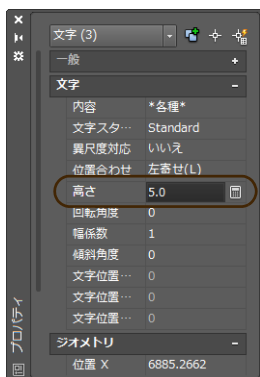 文字 (3)
一般
文字
内容 *各種*
文字スタ… Standard
異尺度対応 いいえ
位置合わせ 左寄せ(L)
高さ 5.0
回転角度 0
幅係数 1
傾斜角度 0
文字位置… 0
文字位置… 0
文字位置… 0
ジオメトリ
位置 X 6885.2662
プロパティ